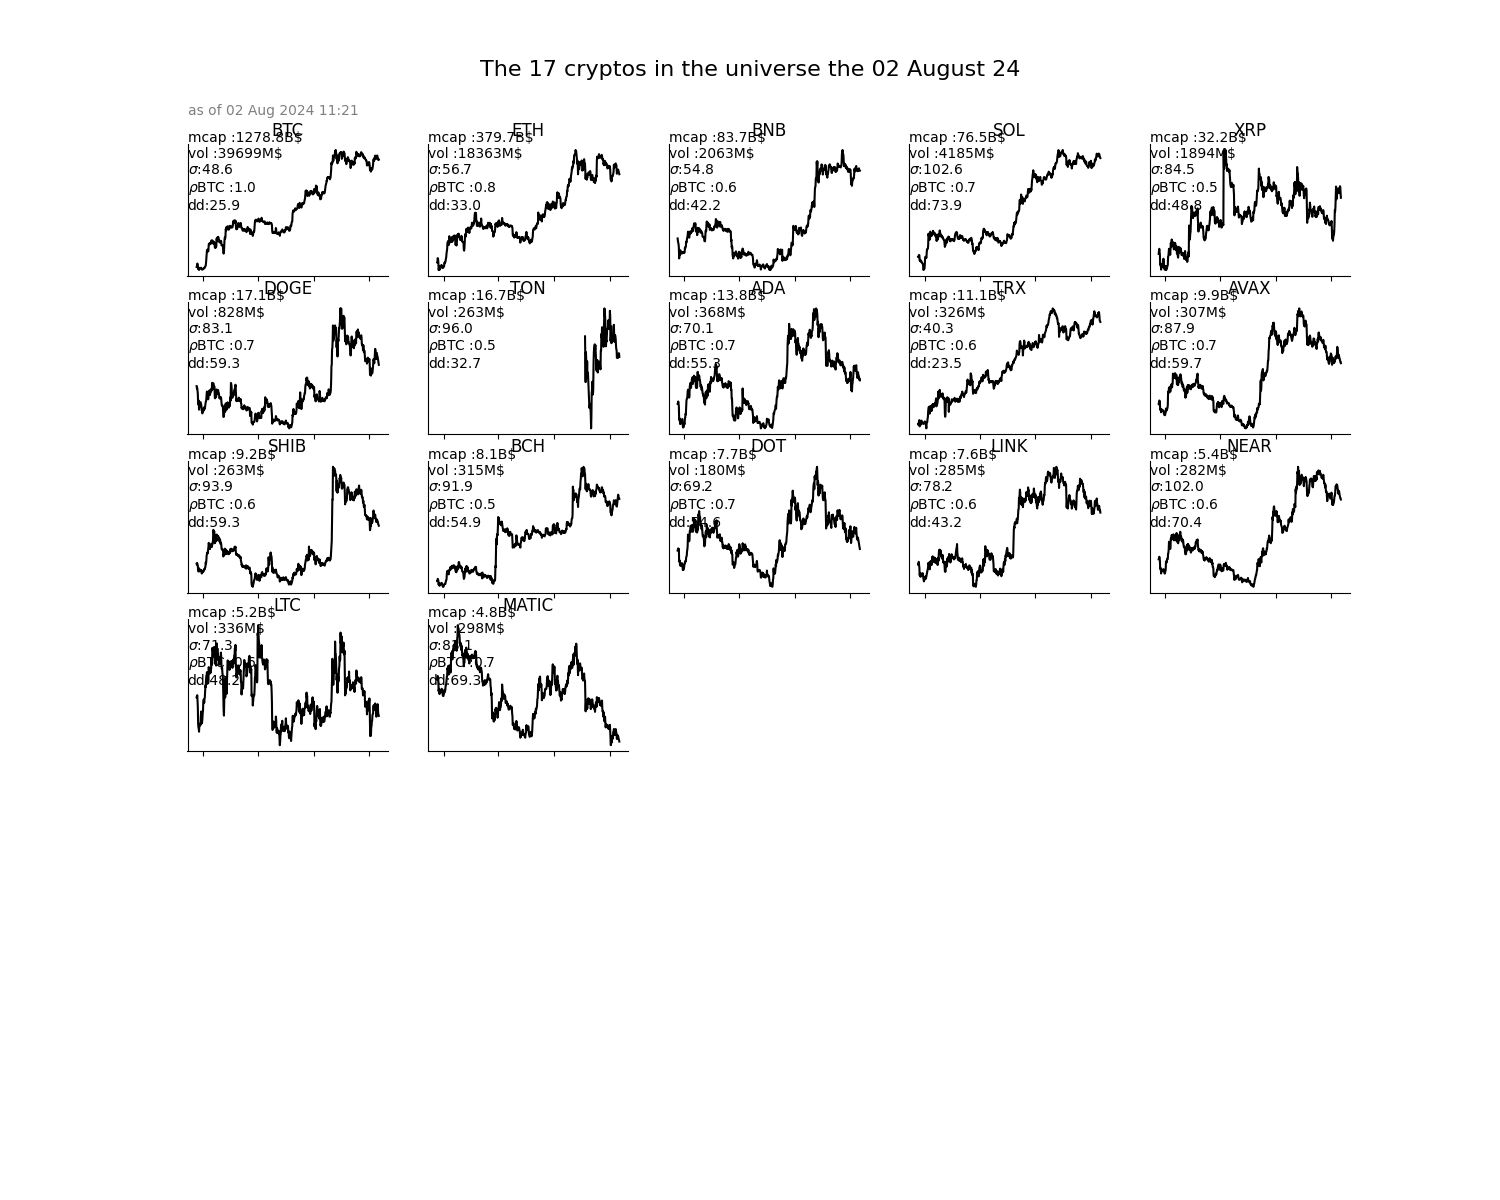 The 17 cryptos in the universe the 02 August 24
as of 02 Aug 2024 11:21
BTC
mcap :1278.8B$
vol :39699M$
σ:48.6
ρBTC :1.0
dd:25.9
ETH
mcap :379.7B$
vol :18363M$
σ:56.7
ρBTC :0.8
dd:33.0
BNB
mcap :83.7B$
vol :2063M$
σ:54.8
ρBTC :0.6
dd:42.2
SOL
mcap :76.5B$
vol :4185M$
σ:102.6
ρBTC :0.7
dd:73.9
XRP
mcap :32.2B$
vol :1894M$
σ:84.5
ρBTC :0.5
dd:48.8
DOGE
mcap :17.1B$
vol :828M$
σ:83.1
ρBTC :0.7
dd:59.3
TON
mcap :16.7B$
vol :263M$
σ:96.0
ρBTC :0.5
dd:32.7
ADA
mcap :13.8B$
vol :368M$
σ:70.1
ρBTC :0.7
dd:55.3
TRX
mcap :11.1B$
vol :326M$
σ:40.3
ρBTC :0.6
dd:23.5
AVAX
mcap :9.9B$
vol :307M$
σ:87.9
ρBTC :0.7
dd:59.7
SHIB
mcap :9.2B$
vol :263M$
σ:93.9
ρBTC :0.6
dd:59.3
BCH
mcap :8.1B$
vol :315M$
σ:91.9
ρBTC :0.5
dd:54.9
DOT
mcap :7.7B$
vol :180M$
σ:69.2
ρBTC :0.7
dd:54.6
LINK
mcap :7.6B$
vol :285M$
σ:78.2
ρBTC :0.6
dd:43.2
NEAR
mcap :5.4B$
vol :282M$
σ:102.0
ρBTC :0.6
dd:70.4
LTC
mcap :5.2B$
vol :336M$
σ:71.3
ρBTC :0.6
dd:48.2
MATIC
mcap :4.8B$
vol :298M$
ρBTC :0.7
dd:69.3